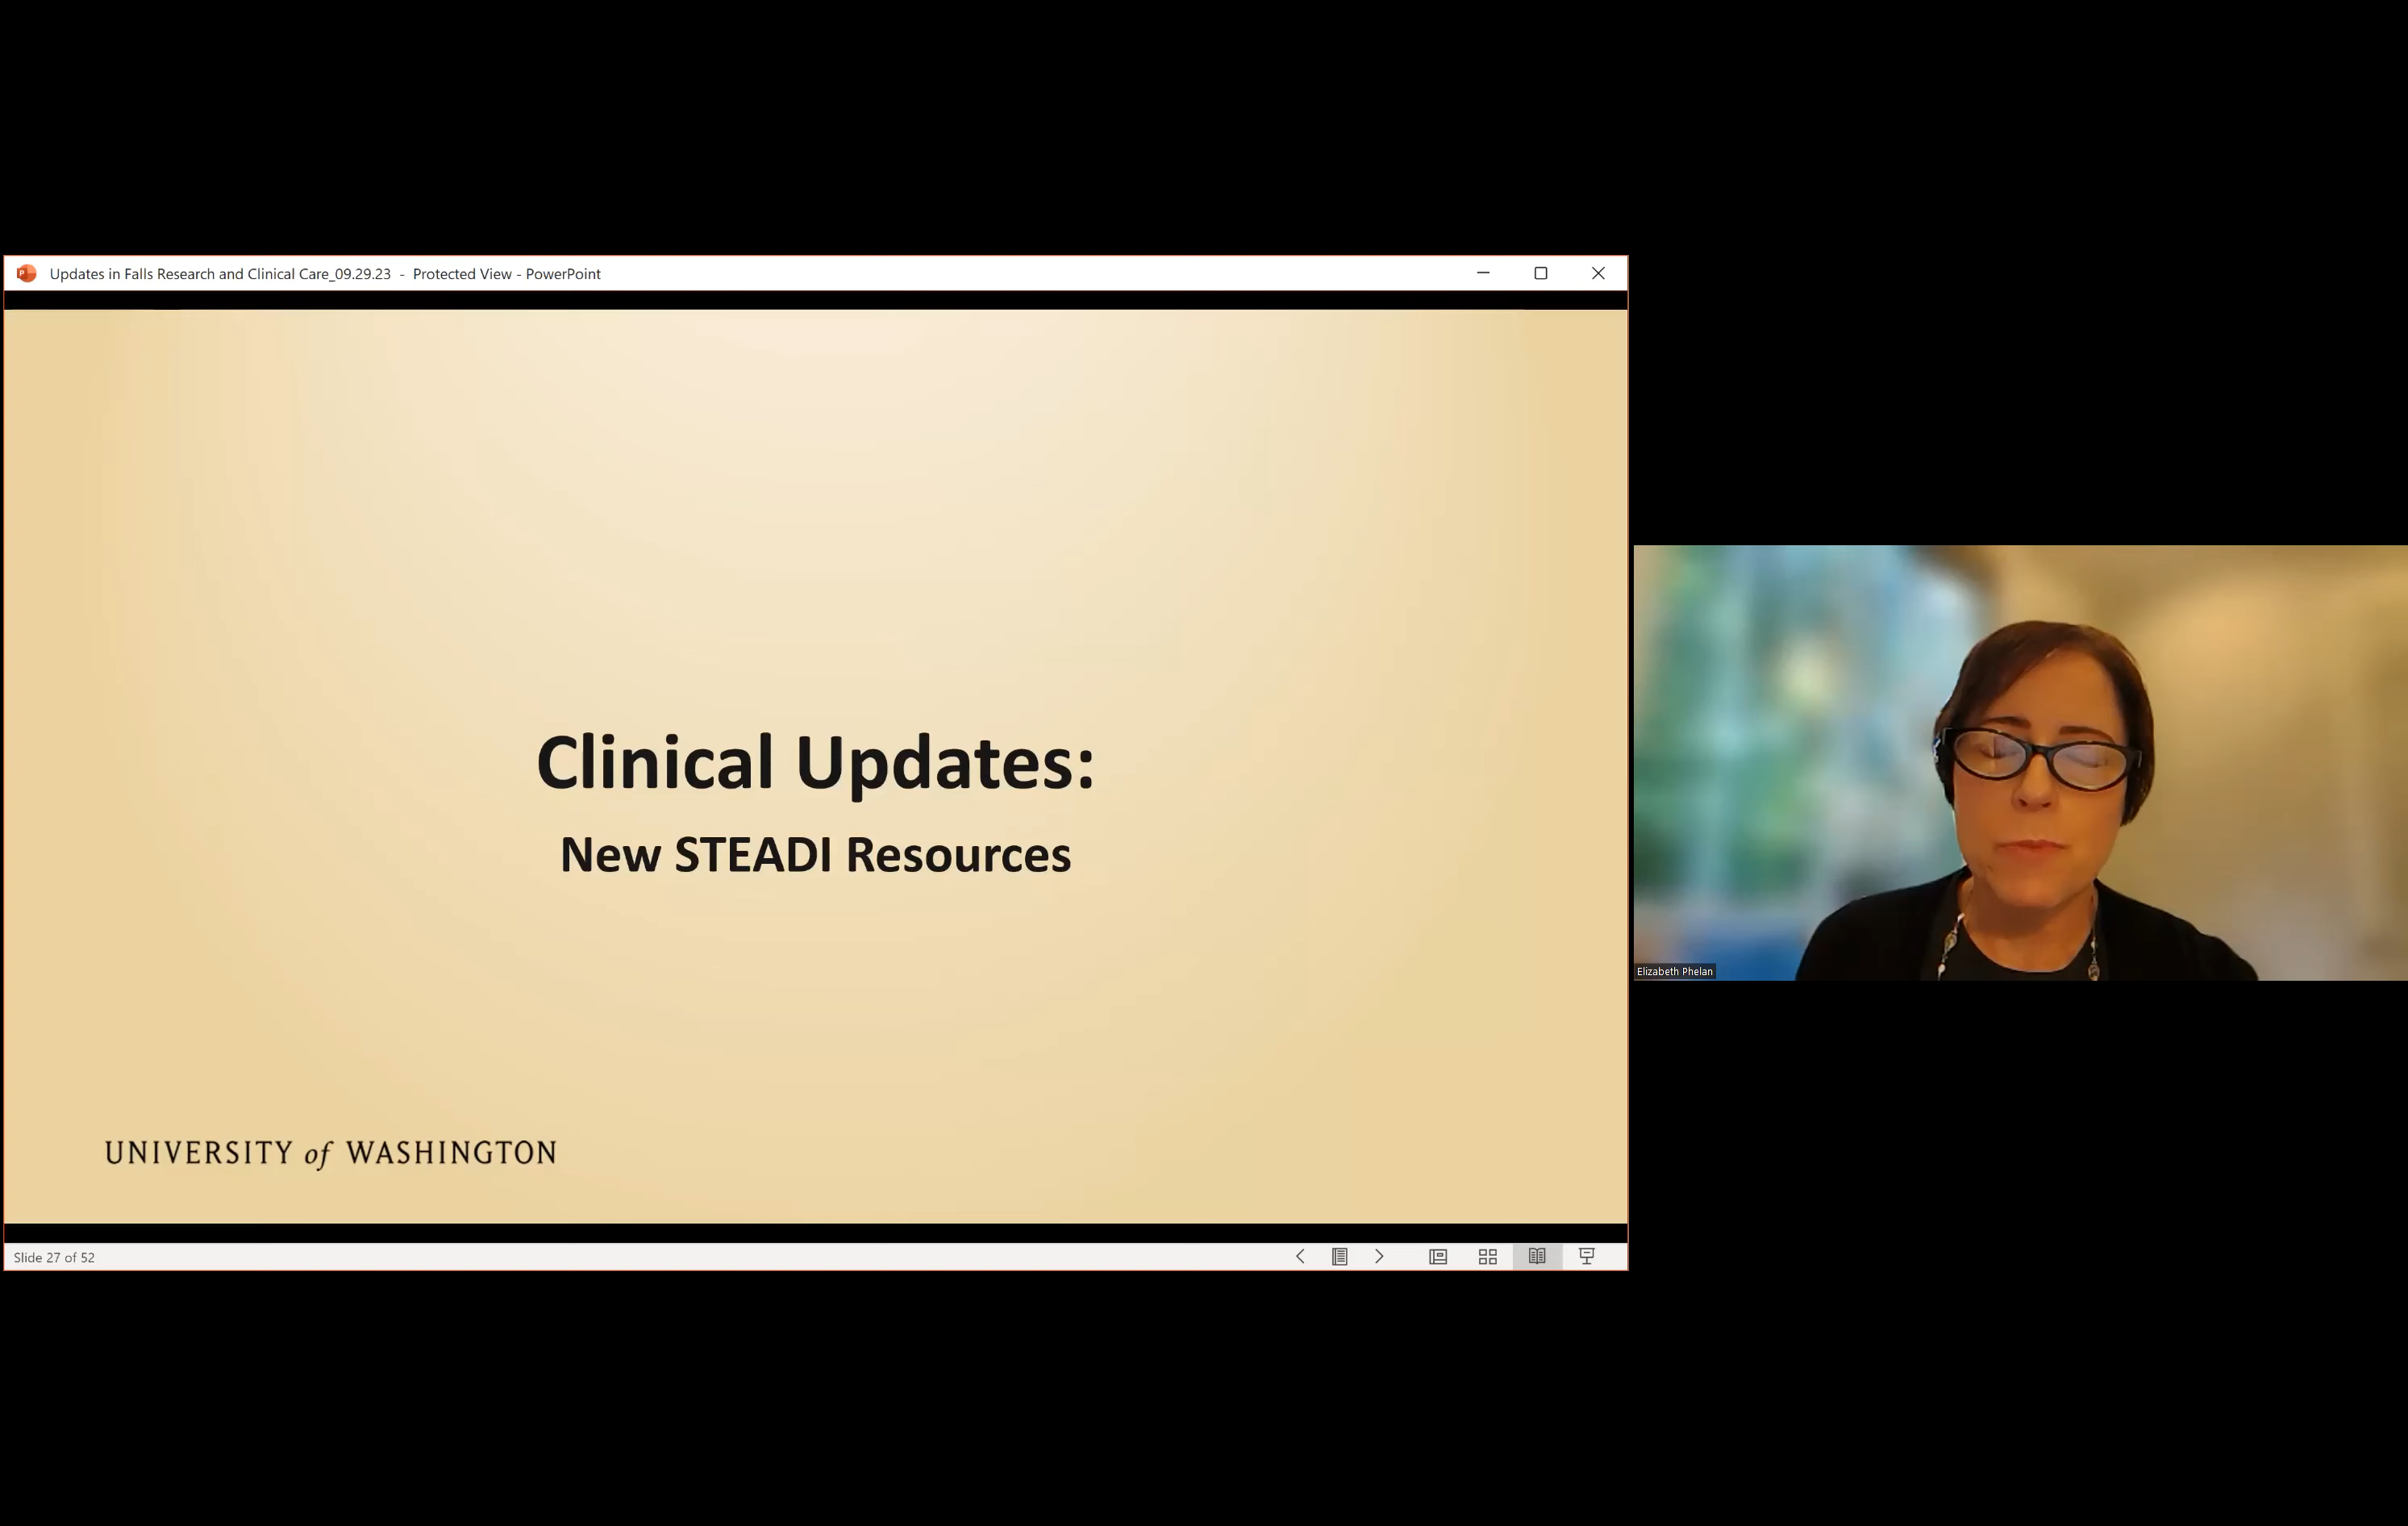 Updates in Falls Research and Clinical Care_09.29.23 - Protected View - PowerPoint
Clinical Updates:
New STEADI Resources
UNIVERSITY of WASHINGTON
Elizabeth Phelan
Slide 27 of 52